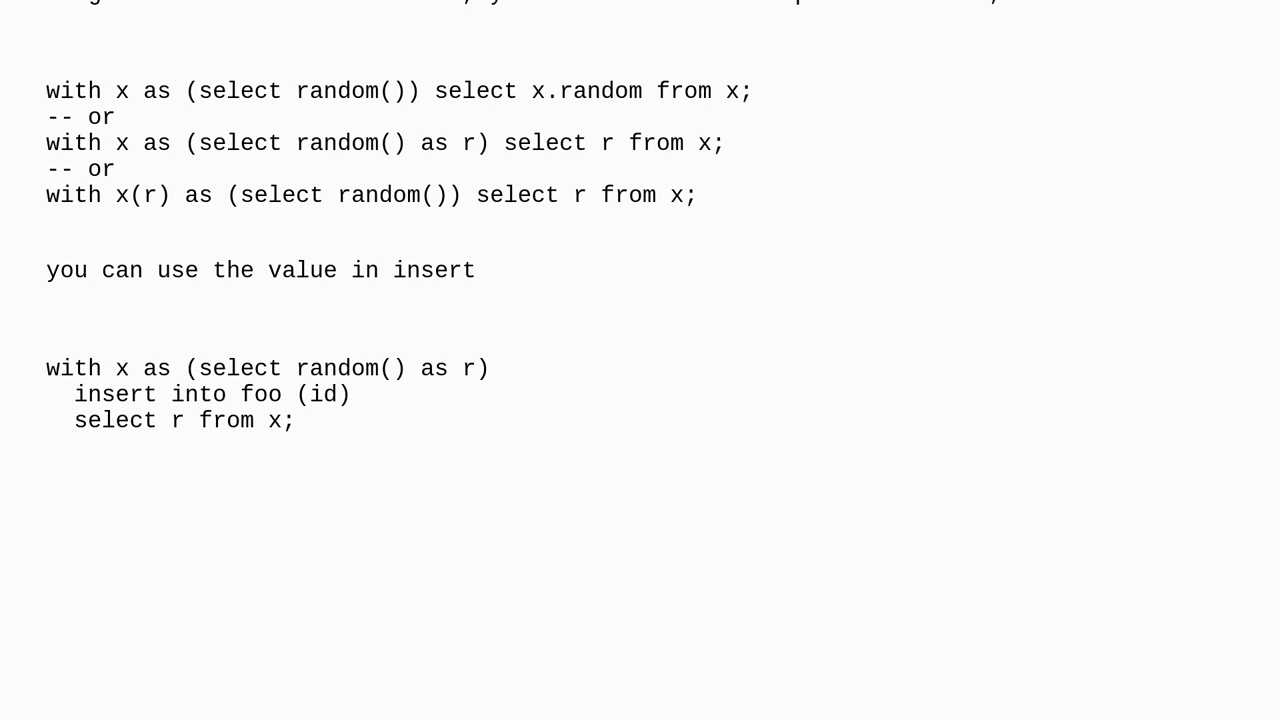 with x as (select random()) select x.random from x;
-- or
with x as (select random() as r) select r from x;
-- or
with x(r) as (select random()) select r from x;
you can use the value in insert
with x as (select random() as r)
  insert into foo (id)
  select r from x;